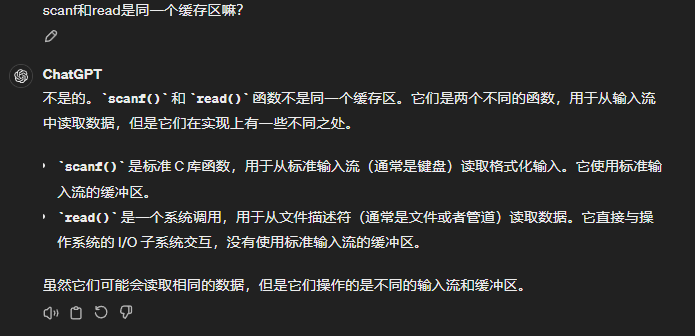 scanf和read是同一个缓存区嘛?
ChatGPT
不是的。`scanf()`和`read()`函数不是同一个缓存区。它们是两个不同的函数，用于从输入流
中读取数据，但是它们在实现上有一些不同之处。
`scanf()`是标准 C 库函数，用于从标准输入流（通常是键盘）读取格式化输入。它使用标准输
入流的缓冲区。
`read()`是一个系统调用，用于从文件描述符（通常是文件或者管道）读取数据。它直接与操
作系统的 I/O 子系统交互，没有使用标准输入流的缓冲区。
虽然它们可能会读取相同的数据，但是它们操作的是不同的输入流和缓冲区。